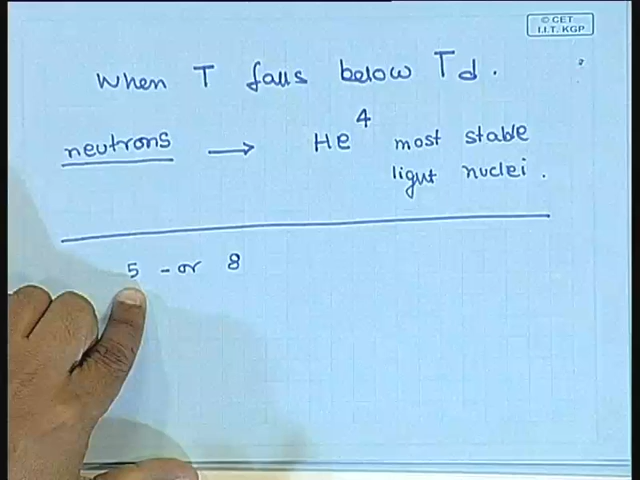 © CET
I.I.T. KGP
When T falls below Td.
neutrons → He⁴ most stable
light nuclei.
5 - or 8